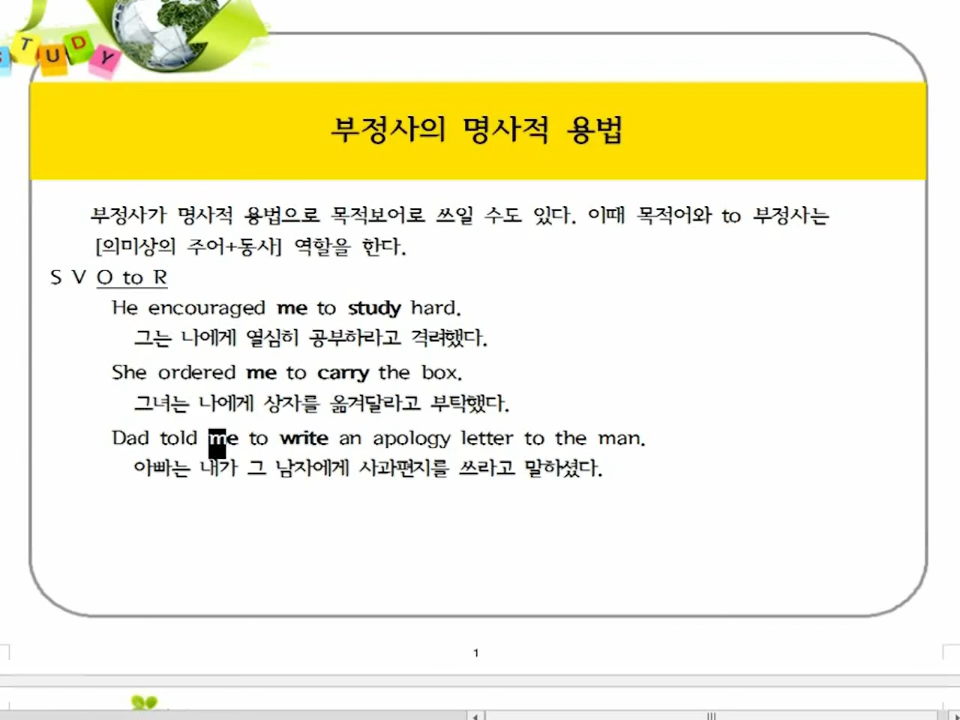 S T U D Y
부정사의 명사적 용법
부정사가 명사적 용법으로 목적보어로 쓰일 수도 있다. 이때 목적어와 to 부정사는
[의미상의 주어+동사] 역할을 한다.
S V O to R
He encouraged me to study hard.
그는 나에게 열심히 공부하라고 격려했다.
She ordered me to carry the box.
그녀는 나에게 상자를 옮겨달라고 부탁했다.
Dad told me to write an apology letter to the man.
아빠는 내가 그 남자에게 사과편지를 쓰라고 말하셨다.
1